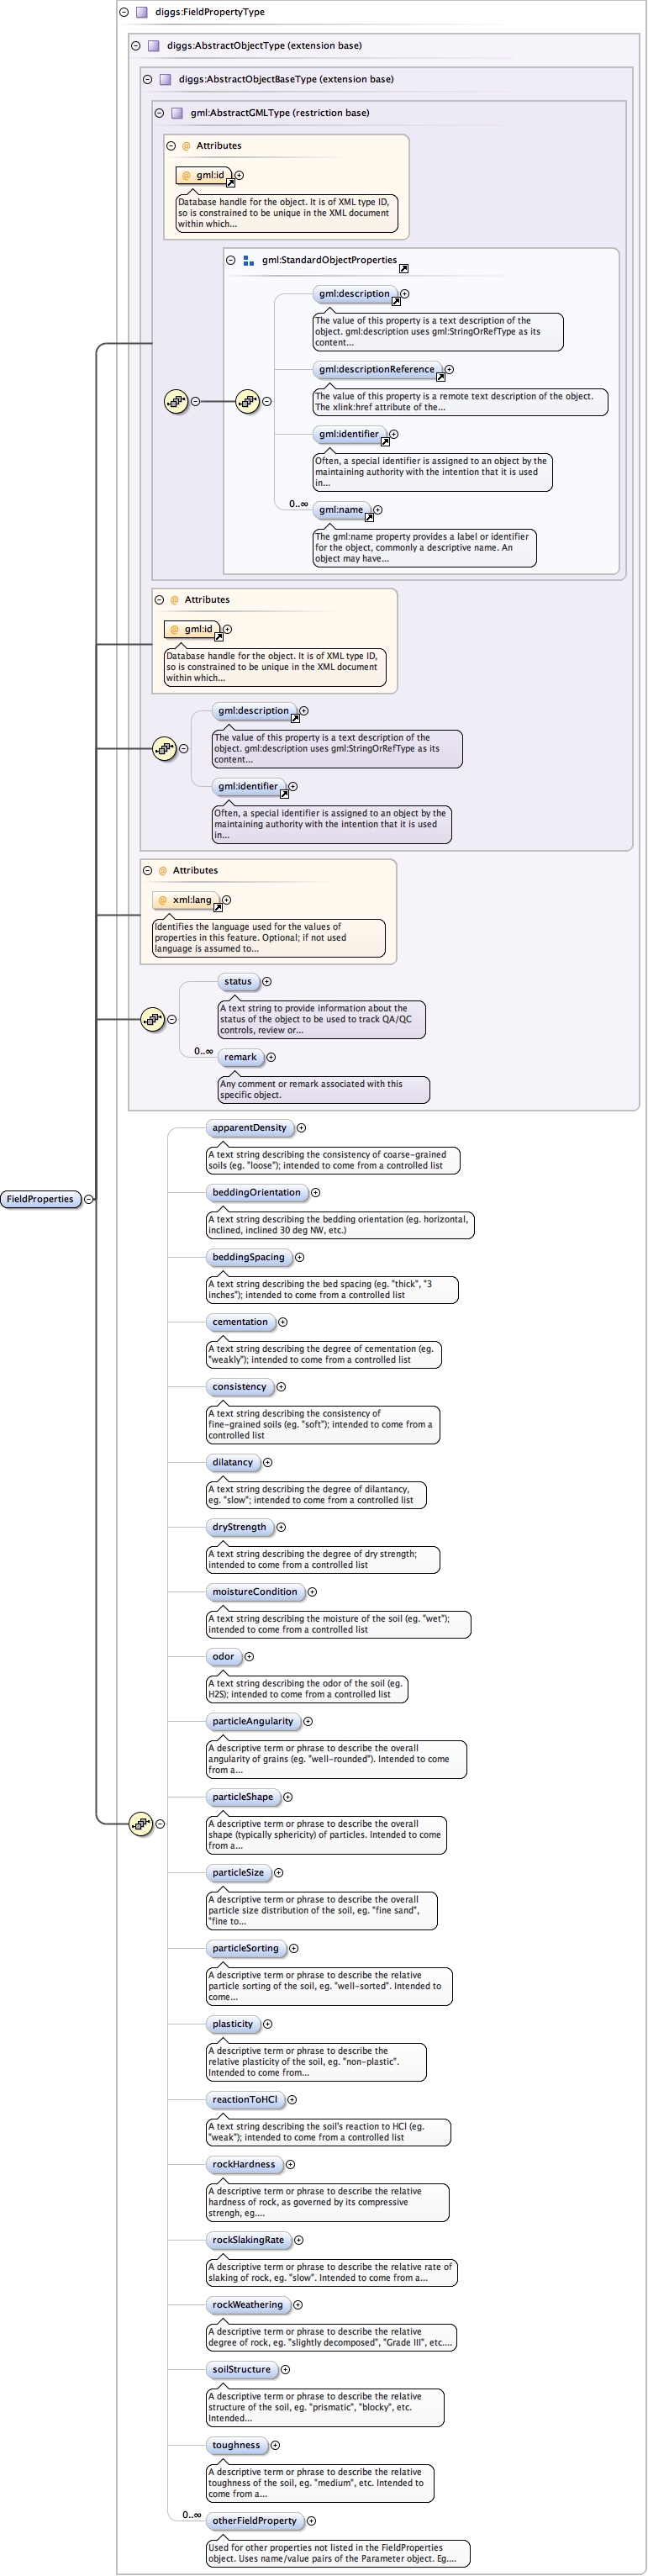 diggs:FieldPropertyType
diggs:AbstractObjectType (extension base)
diggs:AbstractObjectBaseType (extension base)
gml:AbstractGMLType (restriction base)
@ Attributes
@ gml:id
Database handle for the object. It is of XML type ID,
so is constrained to be unique in the XML document
within which...
gml:StandardObjectProperties
gml:description
The value of this property is a text description of the
object. gml:description uses gml:StringOrRefType as its
content...
gml:descriptionReference
The value of this property is a remote text description of the object.
The xlink:href attribute of the...
gml:identifier
Often, a special identifier is assigned to an object by the
maintaining authority with the intention that it is used
in...
0..∞
gml:name
The gml:name property provides a label or identifier
for the object, commonly a descriptive name. An
object may have...
@ Attributes
@ gml:id
Database handle for the object. It is of XML type ID,
so is constrained to be unique in the XML document
within which...
gml:description
The value of this property is a text description of the
object. gml:description uses gml:StringOrRefType as its
content...
gml:identifier
Often, a special identifier is assigned to an object by the
maintaining authority with the intention that it is used
in...
@ Attributes
@ xml:lang
Identifies the language used for the values of
properties in this feature. Optional; if not used
language is assumed to...
status
A text string to provide information about the
status of the object to be used to track QA/QC
controls, review or...
0..∞
remark
Any comment or remark associated with this
specific object.
FieldProperties
apparentDensity
A text string describing the consistency of coarse-grained
soils (eg. "loose"); intended to come from a controlled list
beddingOrientation
A text string describing the bedding orientation (eg. horizontal,
inclined, inclined 30 deg NW, etc.)
beddingSpacing
A text string describing the bed spacing (eg. "thick", "3
inches"); intended to come from a controlled list
cementation
A text string describing the degree of cementation (eg.
"weakly"); intended to come from a controlled list
consistency
A text string describing the consistency of
fine-grained soils (eg. "soft"); intended to come from a
controlled list
dilatancy
A text string describing the degree of dilantancy,
eg. "slow"; intended to come from a controlled list
dryStrength
A text string describing the degree of dry strength;
intended to come from a controlled list
moistureCondition
A text string describing the moisture of the soil (eg. "wet");
intended to come from a controlled list
odor
A text string describing the odor of the soil (eg.
H2S); intended to come from a controlled list
particleAngularity
A descriptive term or phrase to describe the overall
angularity of grains (eg. "well-rounded"). Intended to come
from a...
particleShape
A descriptive term or phrase to describe the overall
shape (typically sphericity) of particles. Intended to come
from a...
particleSize
A descriptive term or phrase to describe the overall
particle size distribution of the soil, eg. "fine sand",
"fine to...
particleSorting
A descriptive term or phrase to describe the relative
particle sorting of the soil, eg. "well-sorted". Intended to
come...
plasticity
A descriptive term or phrase to describe the
relative plasticity of the soil, eg. "non-plastic".
Intended to come from...
reactionToHCl
A text string describing the soil's reaction to HCl (eg.
"weak"); intended to come from a controlled list
rockHardness
A descriptive term or phrase to describe the relative
hardness of rock, as governed by its compressive
strengh, eg....
rockSlakingRate
A descriptive term or phrase to describe the relative rate of
slaking of rock, eg. "slow". Intended to come from a...
rockWeathering
A descriptive term or phrase to describe the relative
degree of rock, eg. "slightly decomposed", "Grade III", etc....
soilStructure
A descriptive term or phrase to describe the relative
structure of the soil, eg. "prismatic", "blocky", etc.
Intended...
toughness
A descriptive term or phrase to describe the relative
toughness of the soil, eg. "medium", etc. Intended to
come from a...
0..∞
otherFieldProperty
Used for other properties not listed in the FieldProperties
object. Uses name/value pairs of the Parameter object. Eg....